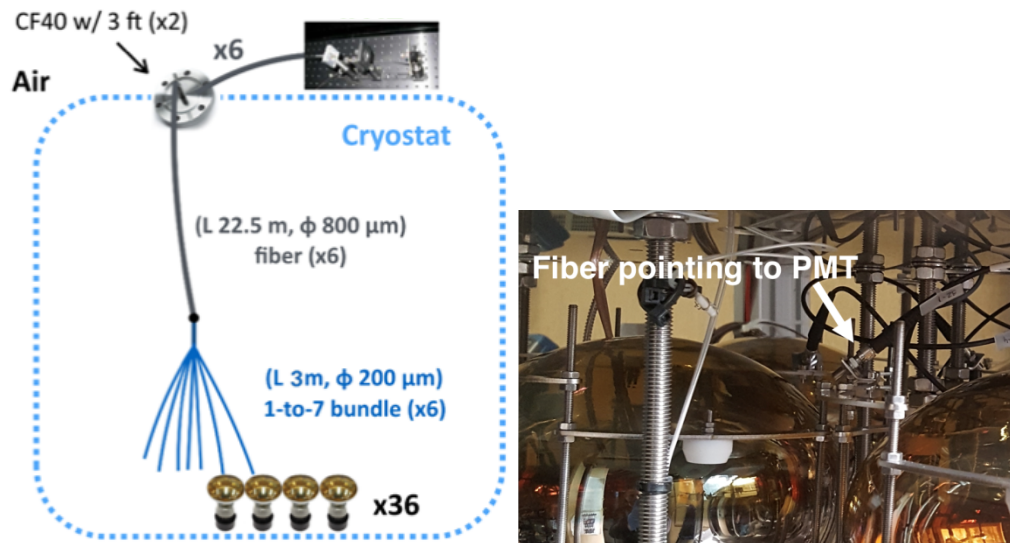 CF40 w/ 3 ft (x2)
x6
Air
Cryostat
(L 22.5 m, ϕ 800 µm)
fiber (x6)
(L 3m, ϕ 200 µm)
1-to-7 bundle (x6)
x36
Fiber pointing to PMT